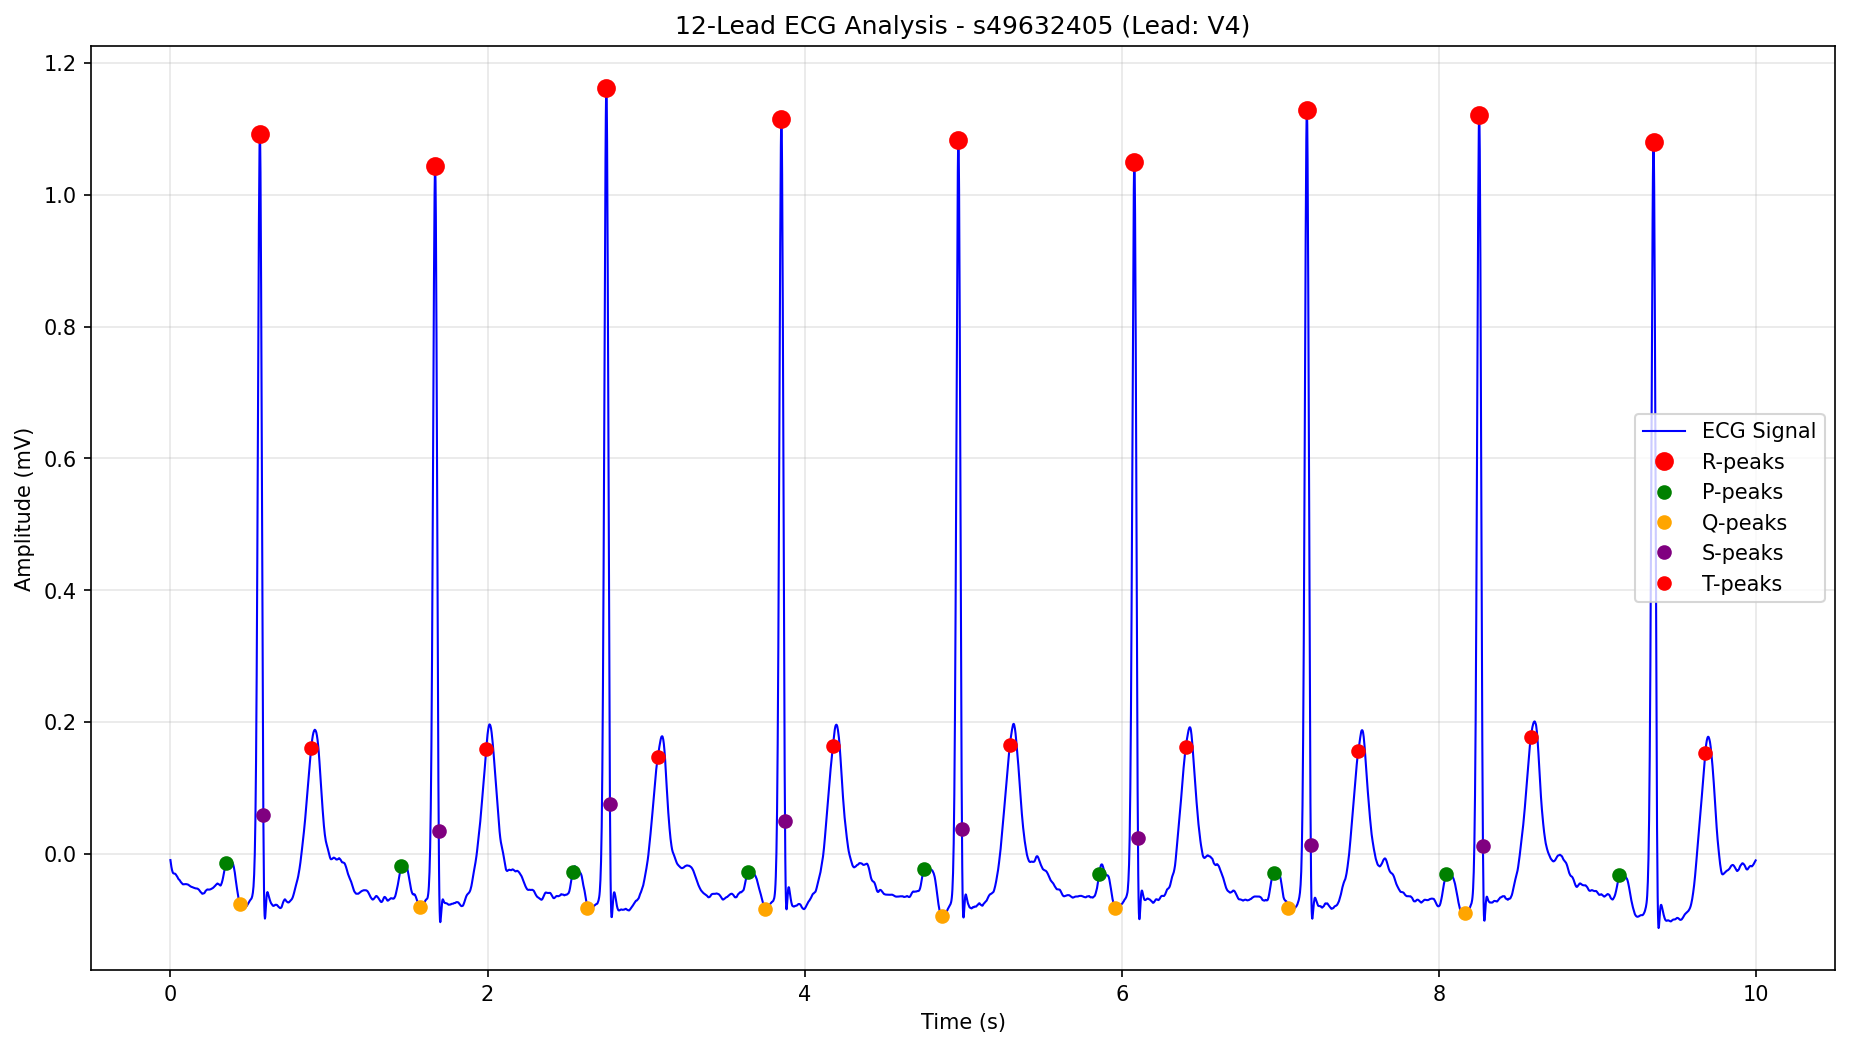 12-Lead ECG Analysis - s49632405 (Lead: V4)
Amplitude (mV)
1.2
1.0
0.8
0.6
0.4
0.2
0.0
ECG Signal
R-peaks
P-peaks
Q-peaks
S-peaks
T-peaks
0 2 4 6 8 10
Time (s)